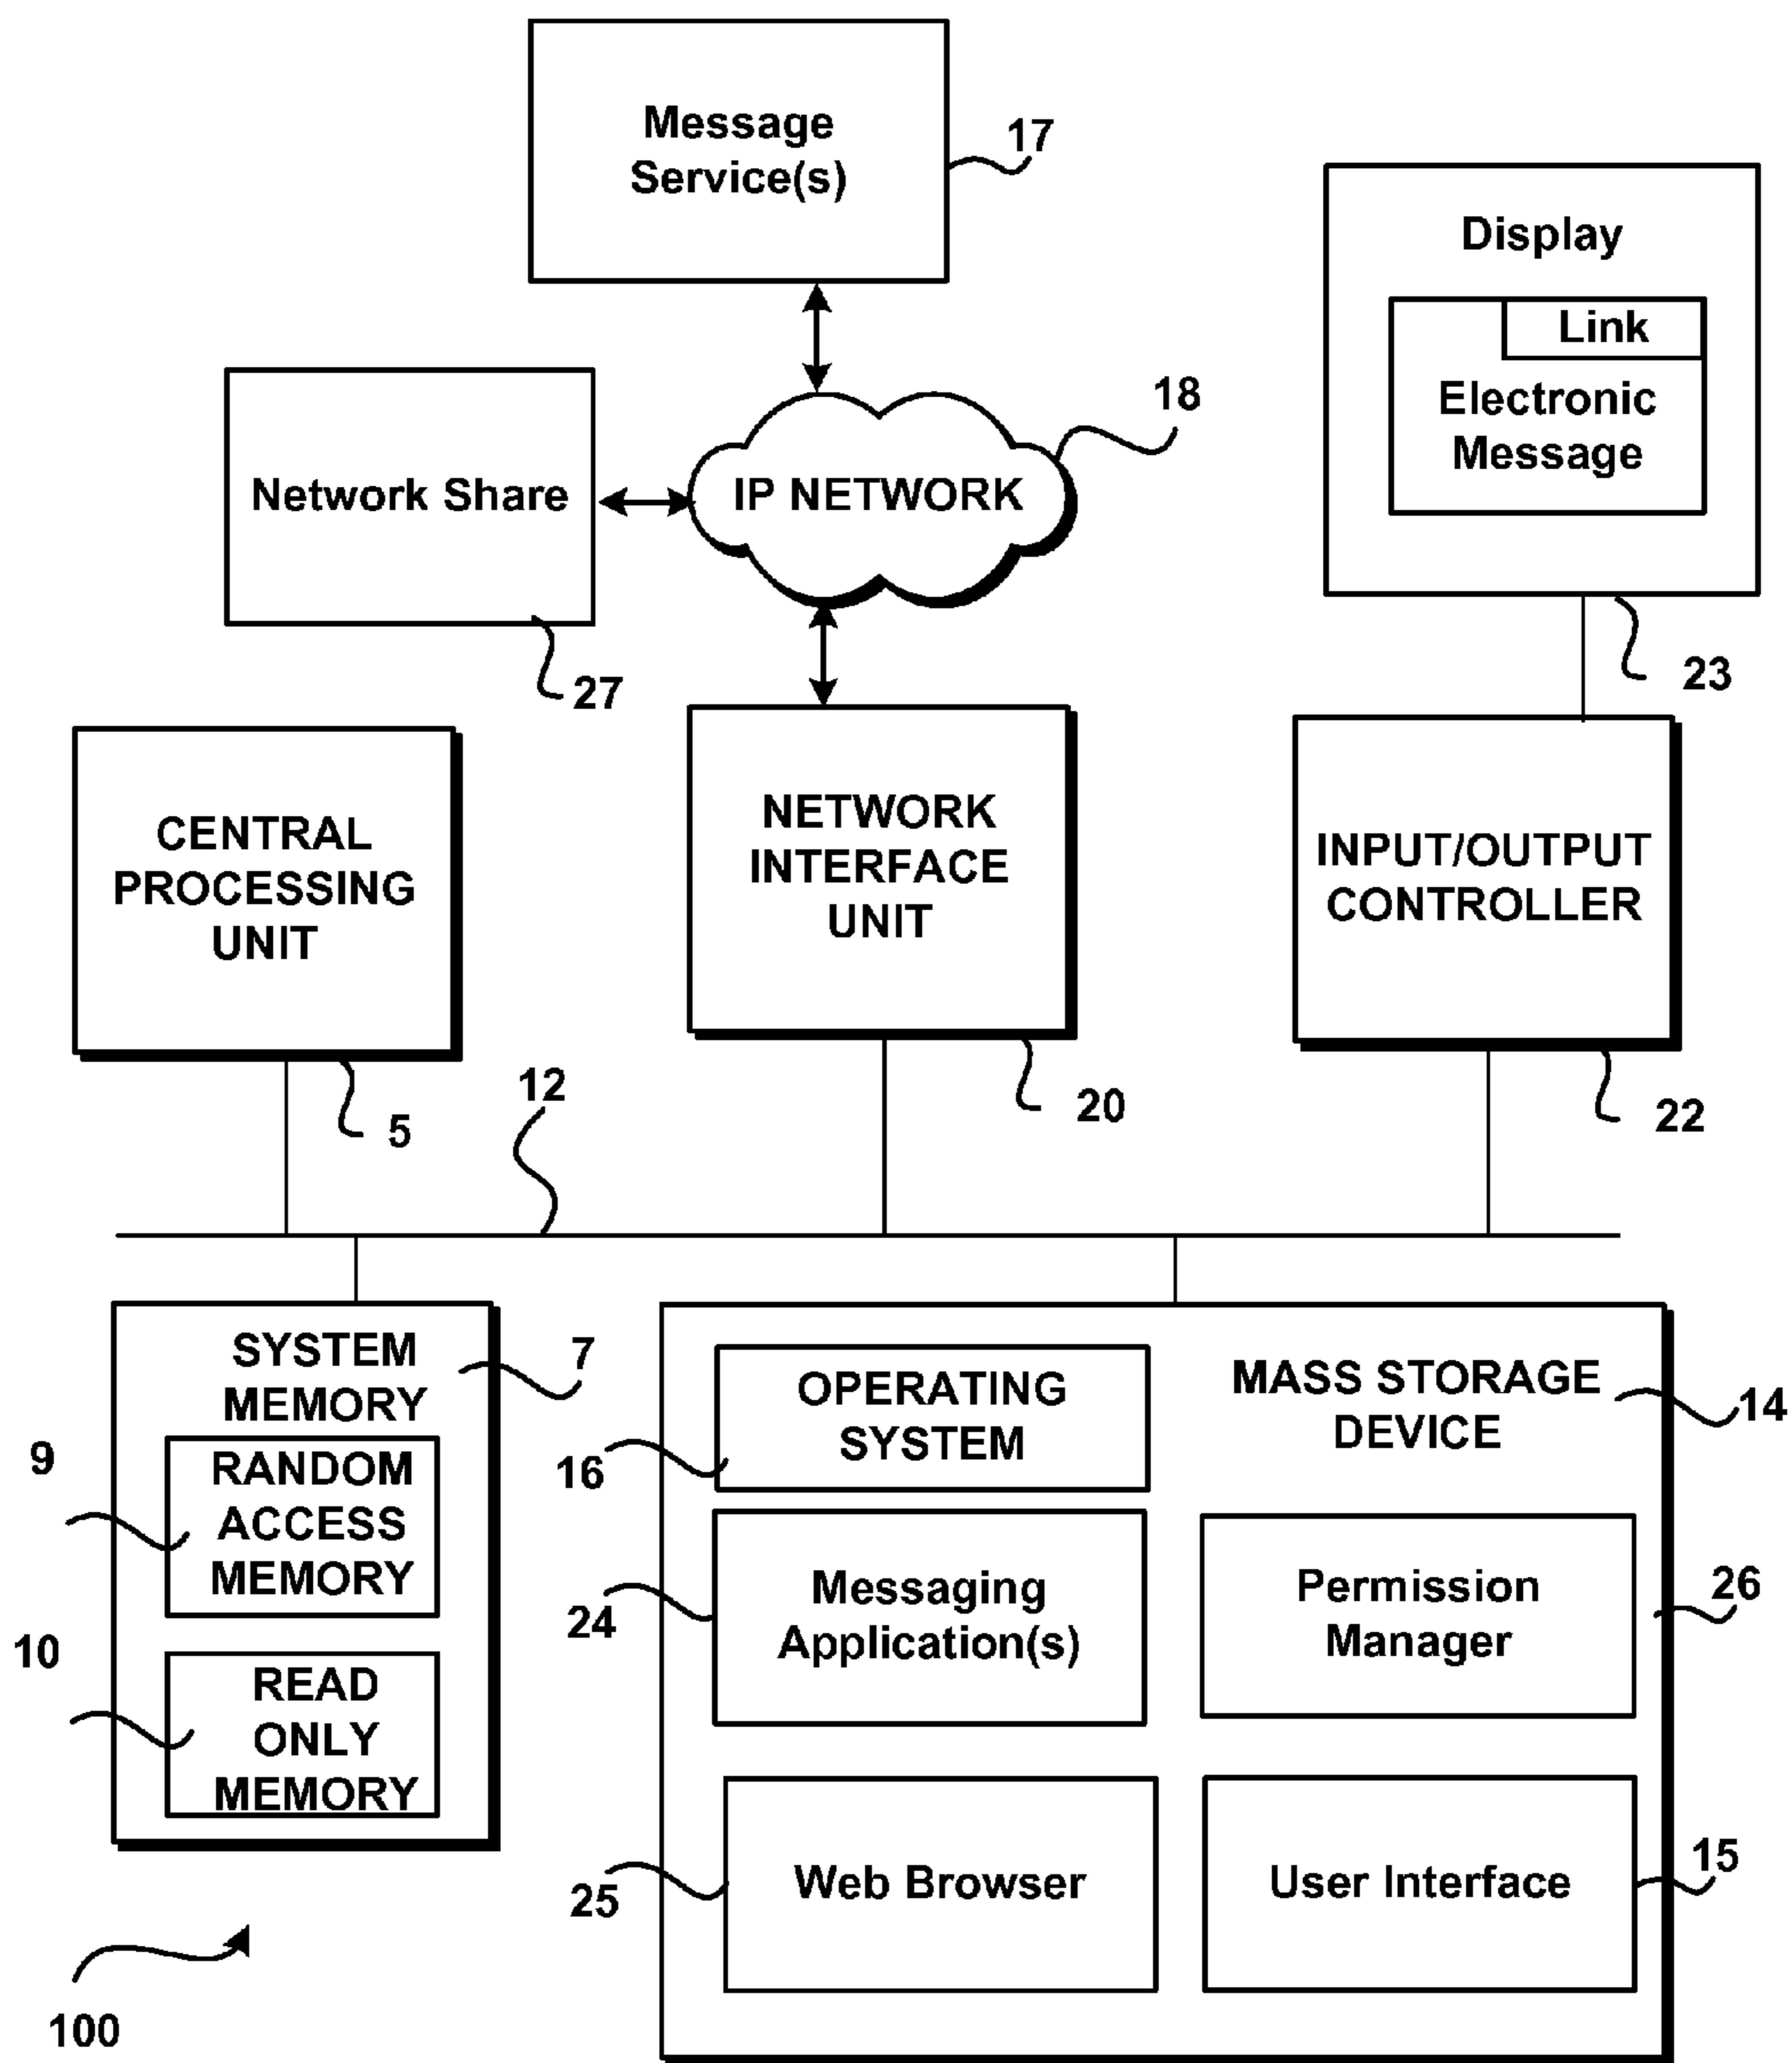 Message
Service(s)
17
Display
Link
Electronic
Message
18
Network Share
IP NETWORK
23
27
CENTRAL
PROCESSING
UNIT
NETWORK
INTERFACE
UNIT
INPUT/OUTPUT
CONTROLLER
12
5
20
22
SYSTEM
MEMORY
7
OPERATING
SYSTEM
MASS STORAGE
DEVICE
14
9
RANDOM
ACCESS
MEMORY
16
10
READ
ONLY
MEMORY
24
Messaging
Application(s)
Permission
Manager
26
25
Web Browser
User Interface
15
100